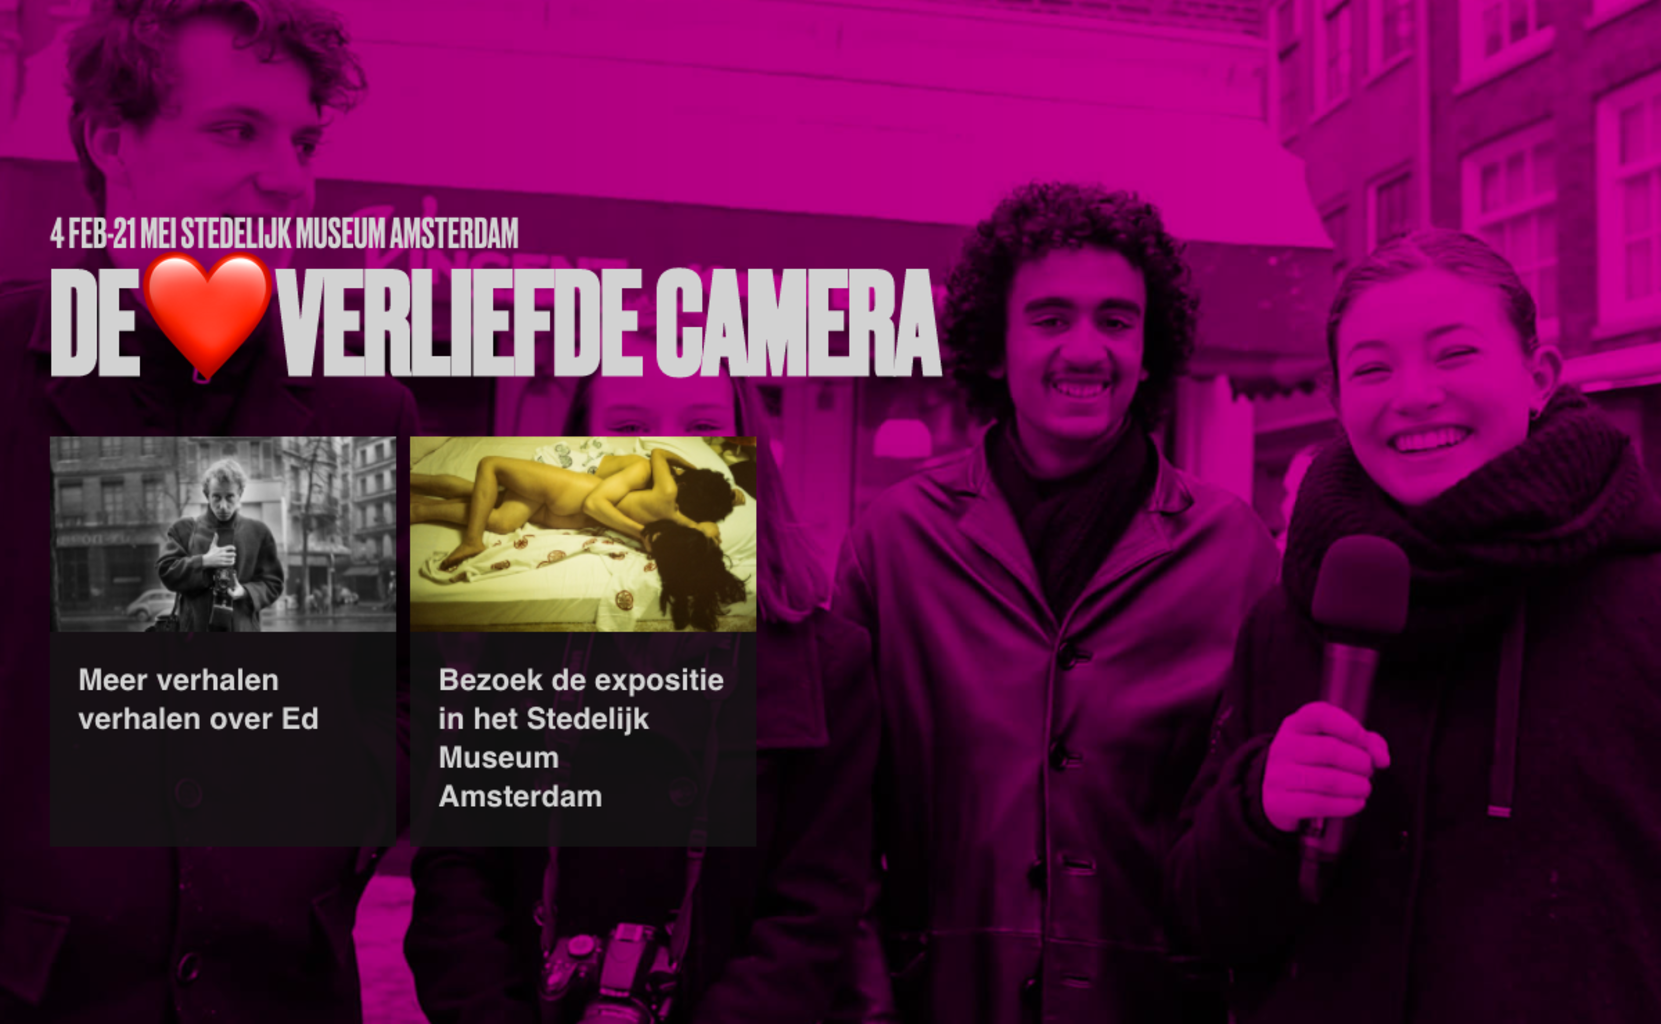 4 FEB-21 MEI STEDELIJK MUSEUM AMSTERDAM
DE❤️VERLIEFDE CAMERA
Meer verhalen
verhalen over Ed
Bezoek de expositie
in het Stedelijk
Museum
Amsterdam